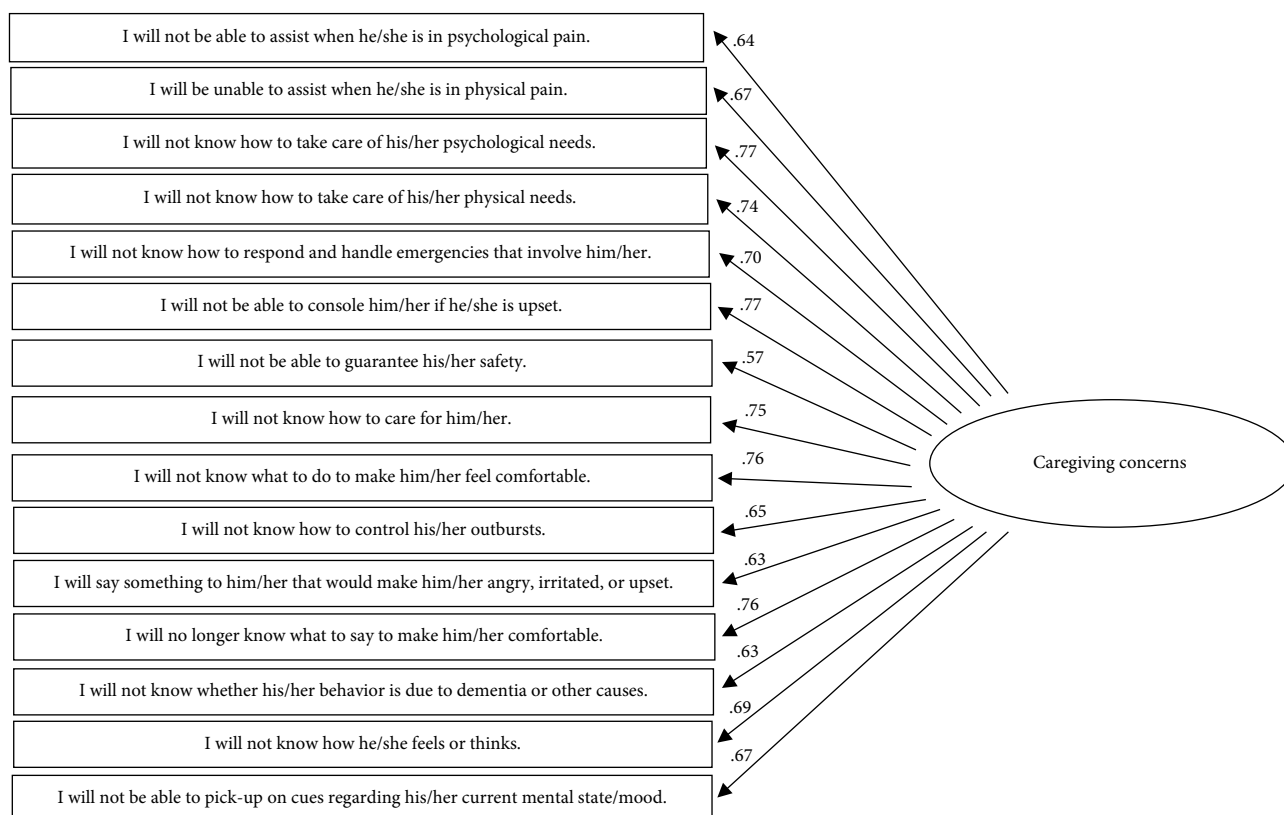 I will not be able to assist when he/she is in psychological pain.
.64
I will be unable to assist when he/she is in physical pain.
.67
I will not know how to take care of his/her psychological needs.
.77
I will not know how to take care of his/her physical needs.
.74
I will not know how to respond and handle emergencies that involve him/her.
.70
I will not be able to console him/her if he/she is upset.
.77
I will not be able to guarantee his/her safety.
.57
I will not know how to care for him/her.
.75
I will not know what to do to make him/her feel comfortable.
.76
Caregiving concerns
I will not know how to control his/her outbursts.
.65
I will say something to him/her that would make him/her angry, irritated, or upset.
.63
I will no longer know what to say to make him/her comfortable.
.76
I will not know whether his/her behavior is due to dementia or other causes.
.63
I will not know how he/she feels or thinks.
.69
I will not be able to pick-up on cues regarding his/her current mental state/mood.
.67